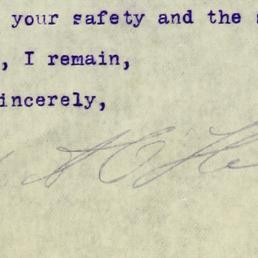 your safety and the s
, I remain,
incerely,